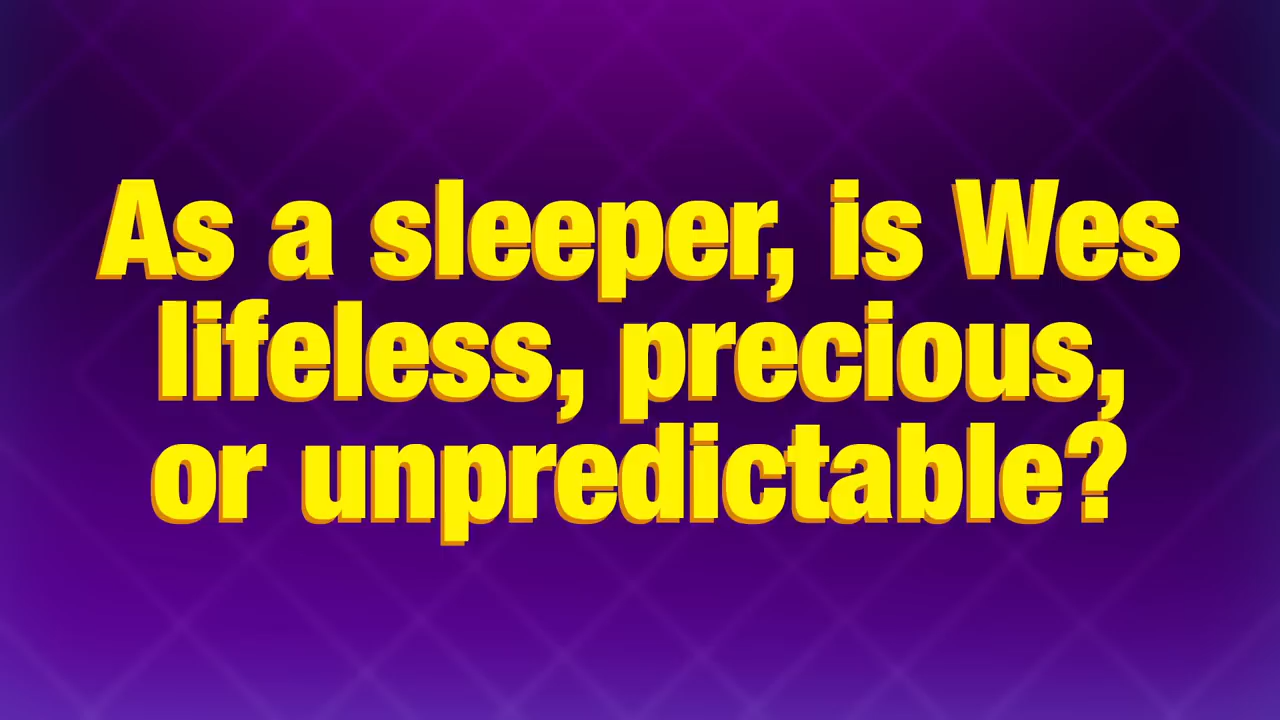 As a sleeper, is Wes
lifeless, precious,
or unpredictable?